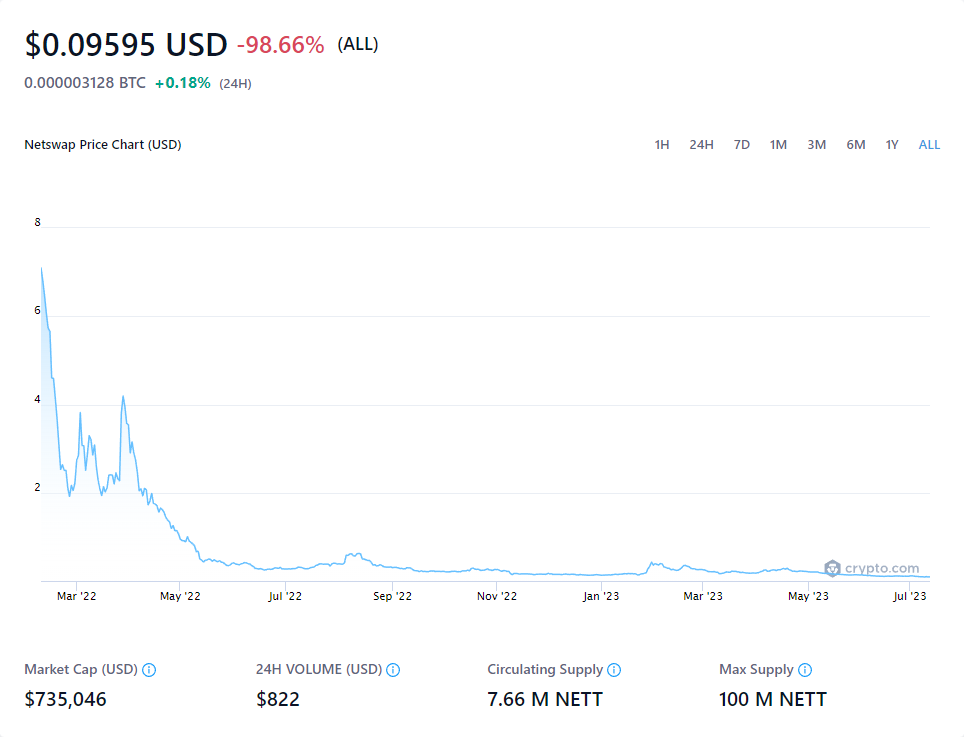 $0.09595 USD -98.66% (ALL)
0.000003128 BTC +0.18% (24H)
Netswap Price Chart (USD) 1H 24H 7D 1M 3M 6M 1Y ALL
8
6
4
2
crypto.com
Mar '22 May '22 Jul '22 Sep '22 Nov '22 Jan '23 Mar '23 May '23 Jul '23
Market Cap (USD) 24H VOLUME (USD) Circulating Supply Max Supply
$735,046 $822 7.66 M NETT 100 M NETT